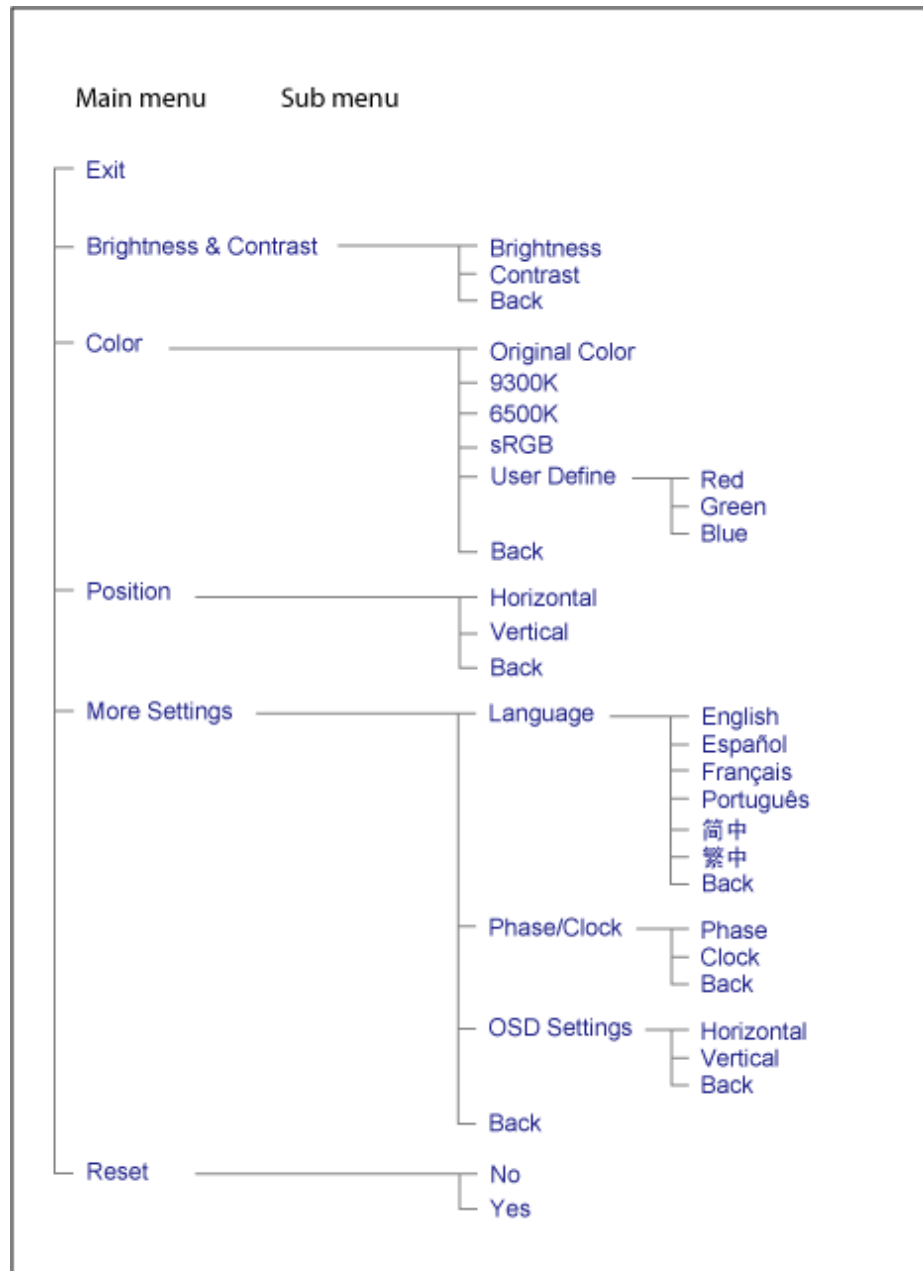 Main menu Sub menu
Exit
Brightness & Contrast Brightness
Contrast
Back
Color Original Color
9300K
6500K
sRGB
User Define Red
Green
Blue
Back
Position Horizontal
Vertical
Back
More Settings Language English
Español
Français
Português
简中
繁中
Back
Phase/Clock Phase
Clock
Back
OSD Settings Horizontal
Vertical
Back
Back
Reset No
Yes